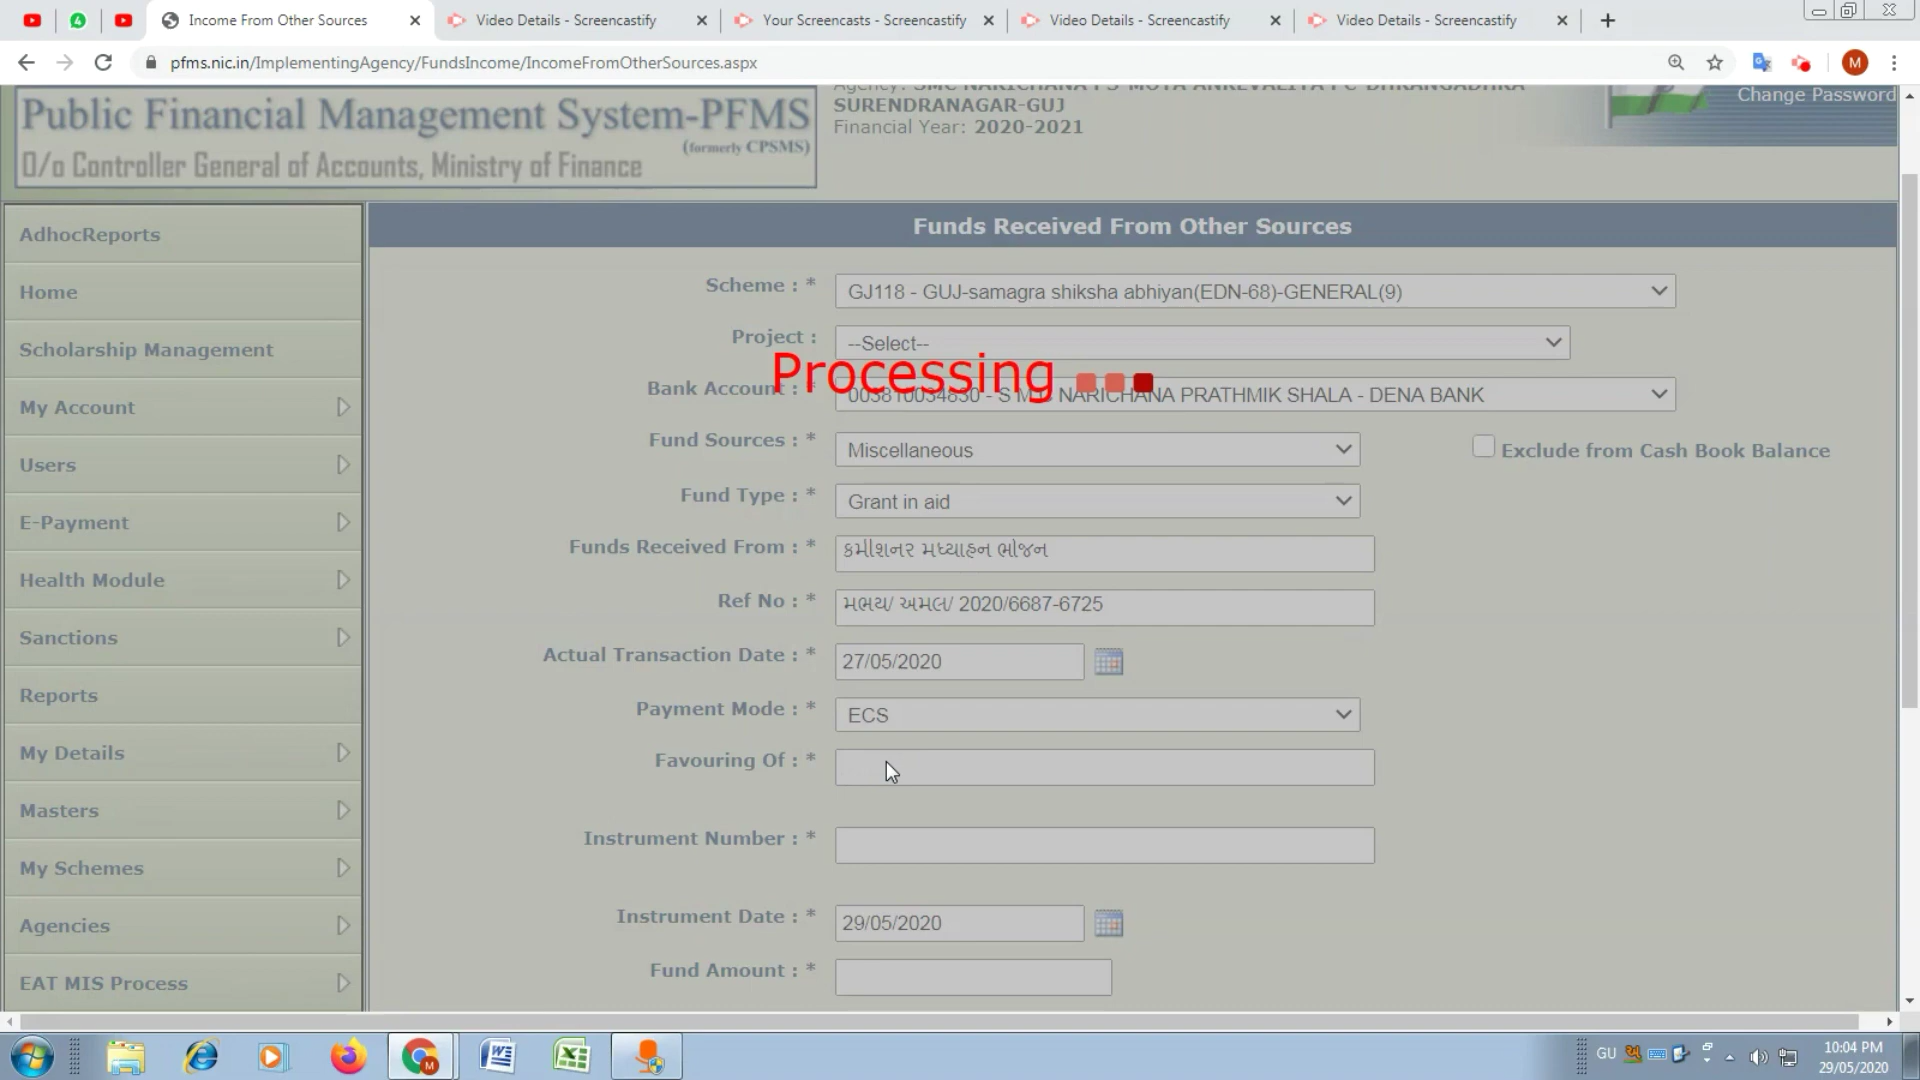 Income From Other Sources
Video Details - Screencastify
Your Screencasts - Screencastify
Video Details - Screencastify
Video Details - Screencastify
pfms.nic.in/ImplementingAgency/FundsIncome/IncomeFromOtherSources.aspx
M
Public Financial Management System-PFMS
(formerly CPSMS)
O/o Controller General of Accounts, Ministry of Finance
Agency: SMC NARICHANA PS MOTA ANKEVALIYA PC DHRANGADHRA
SURENDRANAGAR-GUJ
Financial Year: 2020-2021
Change Password
AdhocReports
Home
Scholarship Management
My Account
Users
E-Payment
Health Module
Sanctions
Reports
My Details
Masters
My Schemes
Agencies
EAT MIS Process
Funds Received From Other Sources
Scheme : * GJ118 - GUJ-samagra shiksha abhiyan(EDN-68)-GENERAL(9)
Project : --Select--
Processing
Bank Account : * 003810034830 - S M C NARICHANA PRATHMIK SHALA - DENA BANK
Fund Sources : * Miscellaneous
Exclude from Cash Book Balance
Fund Type : * Grant in aid
Funds Received From : * કમીશનર મધ્યાહન ભોજન
Ref No : * મભય/ અમલ/ 2020/6687-6725
Actual Transaction Date : * 27/05/2020
Payment Mode : * ECS
Favouring Of : *
Instrument Number : *
Instrument Date : * 29/05/2020
Fund Amount : *
GU
10:04 PM
29/05/2020